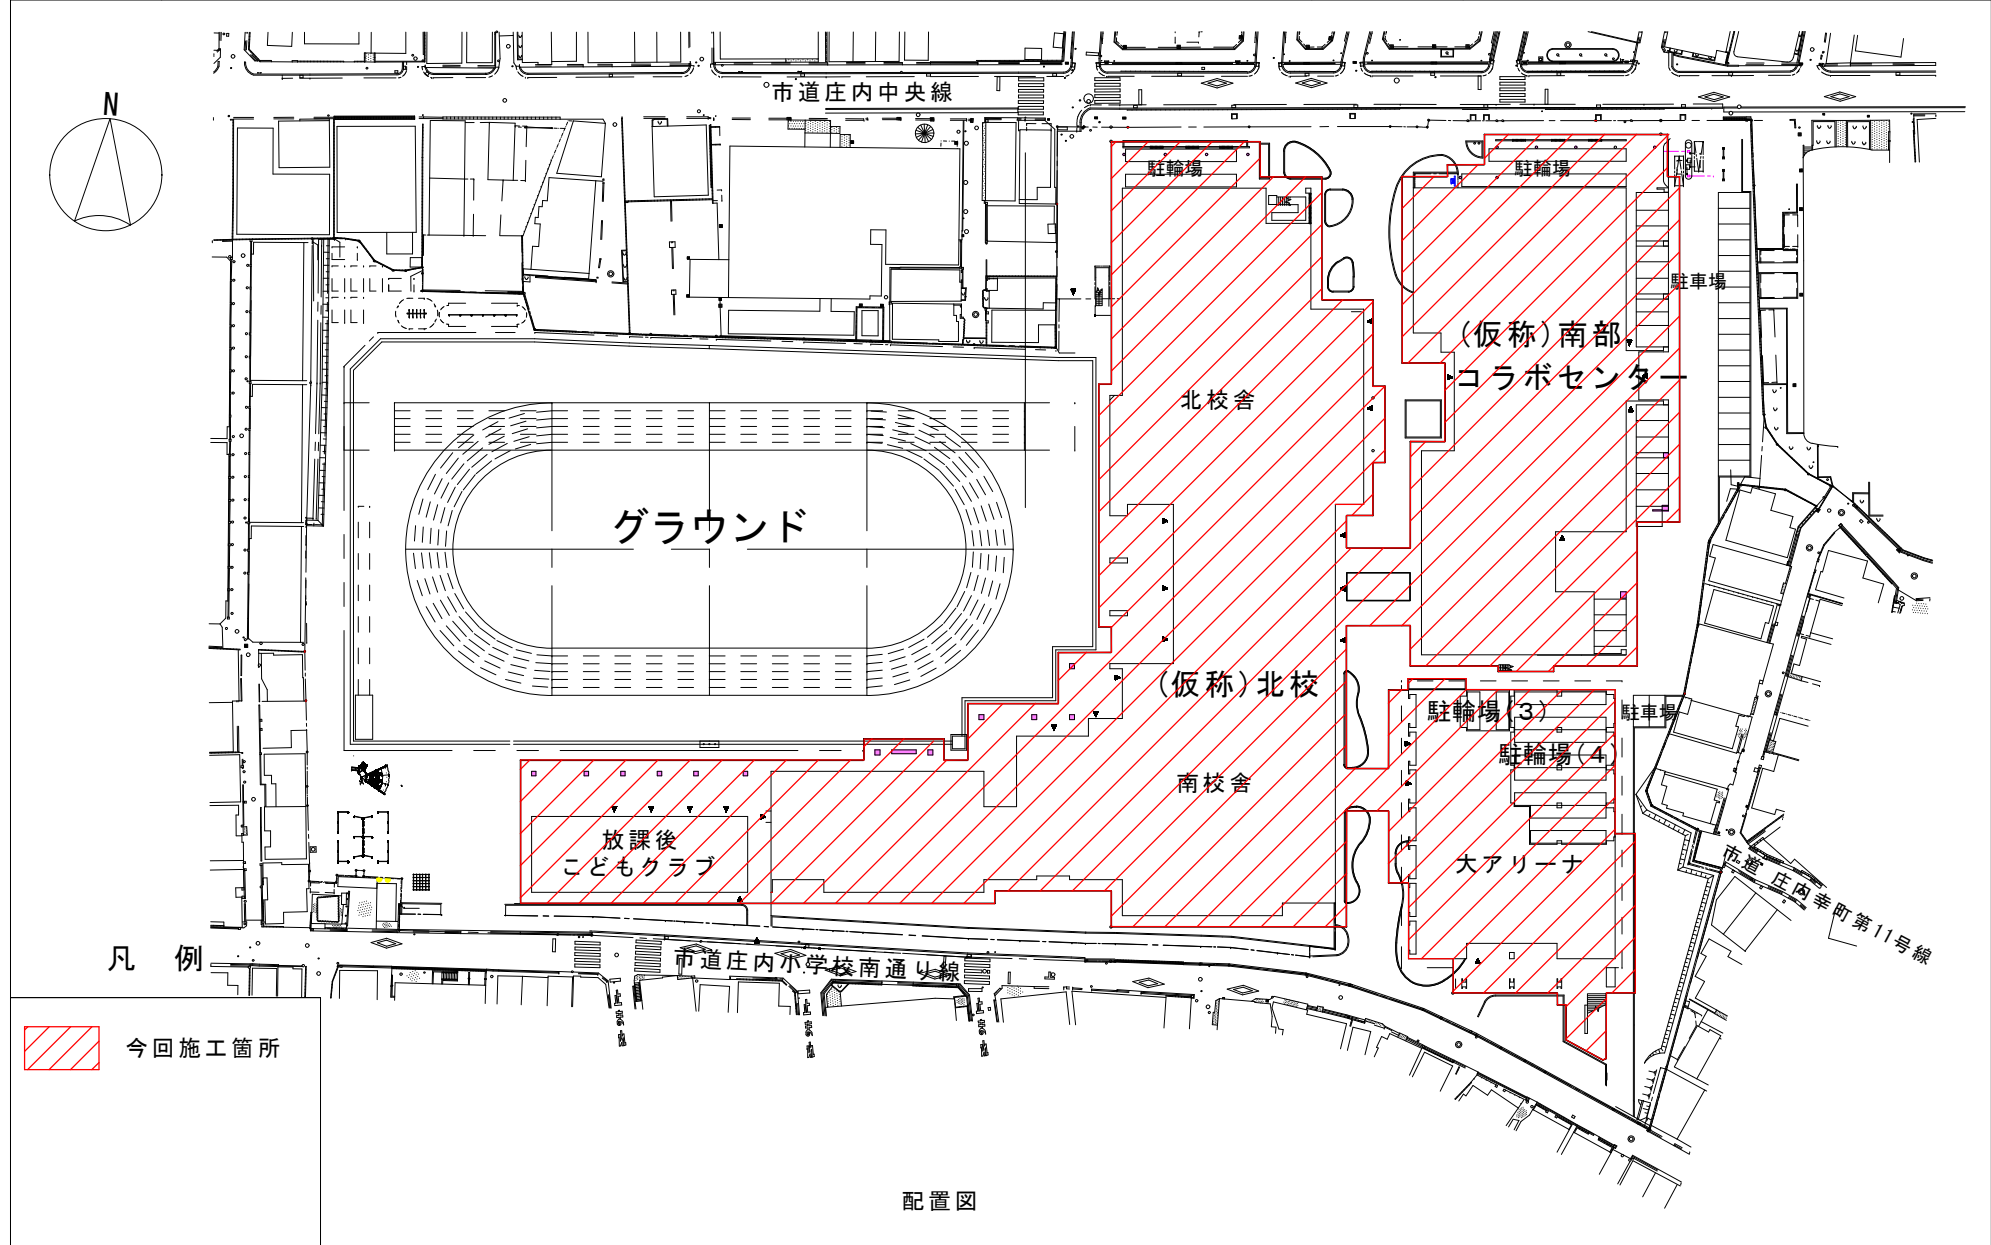 N
市道庄内中央線
駐輪場
駐輪場
駐車場
(仮称)南部
コラボセンター
北校舎
グラウンド
(仮称)北校
駐輪場(3)
駐車場
駐輪場(4)
南校舎
放課後
こどもクラブ
大アリーナ
市道 庄内幸町第11号線
市道庄内小学校南通り線
凡 例
今回施工箇所
配置図